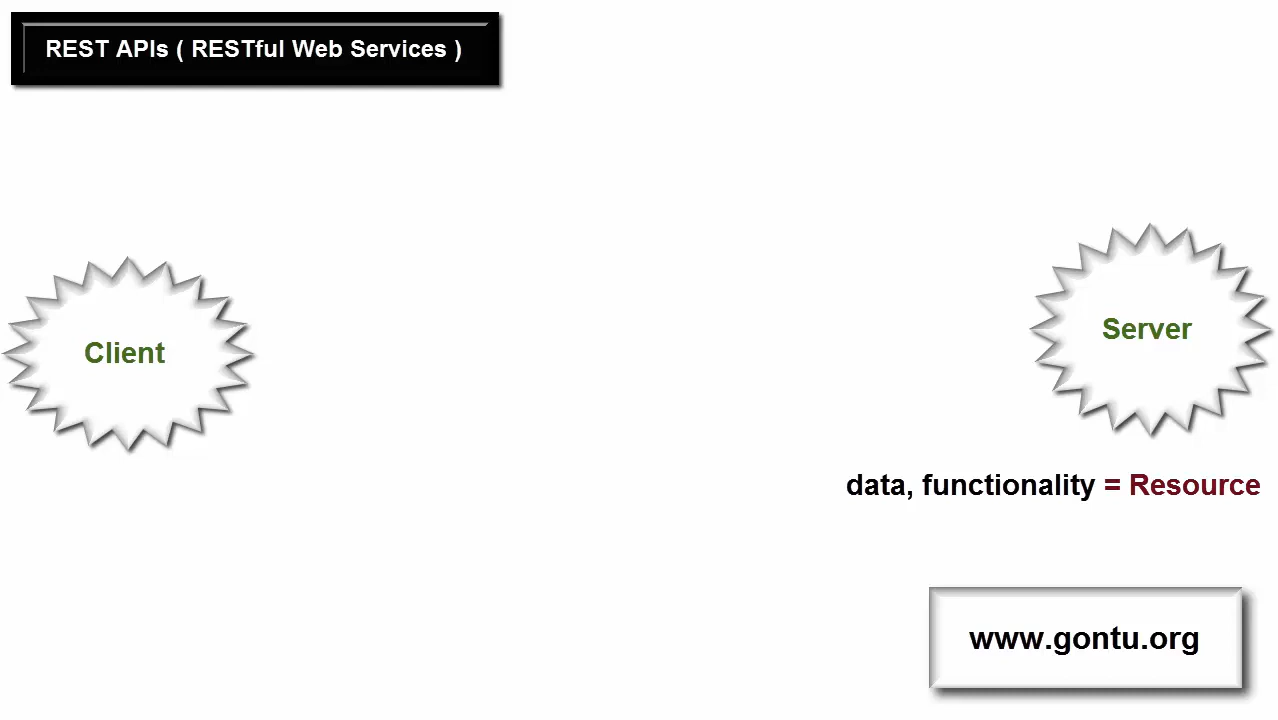 REST APIs ( RESTful Web Services )
Client
Server
data, functionality = Resource
www.gontu.org